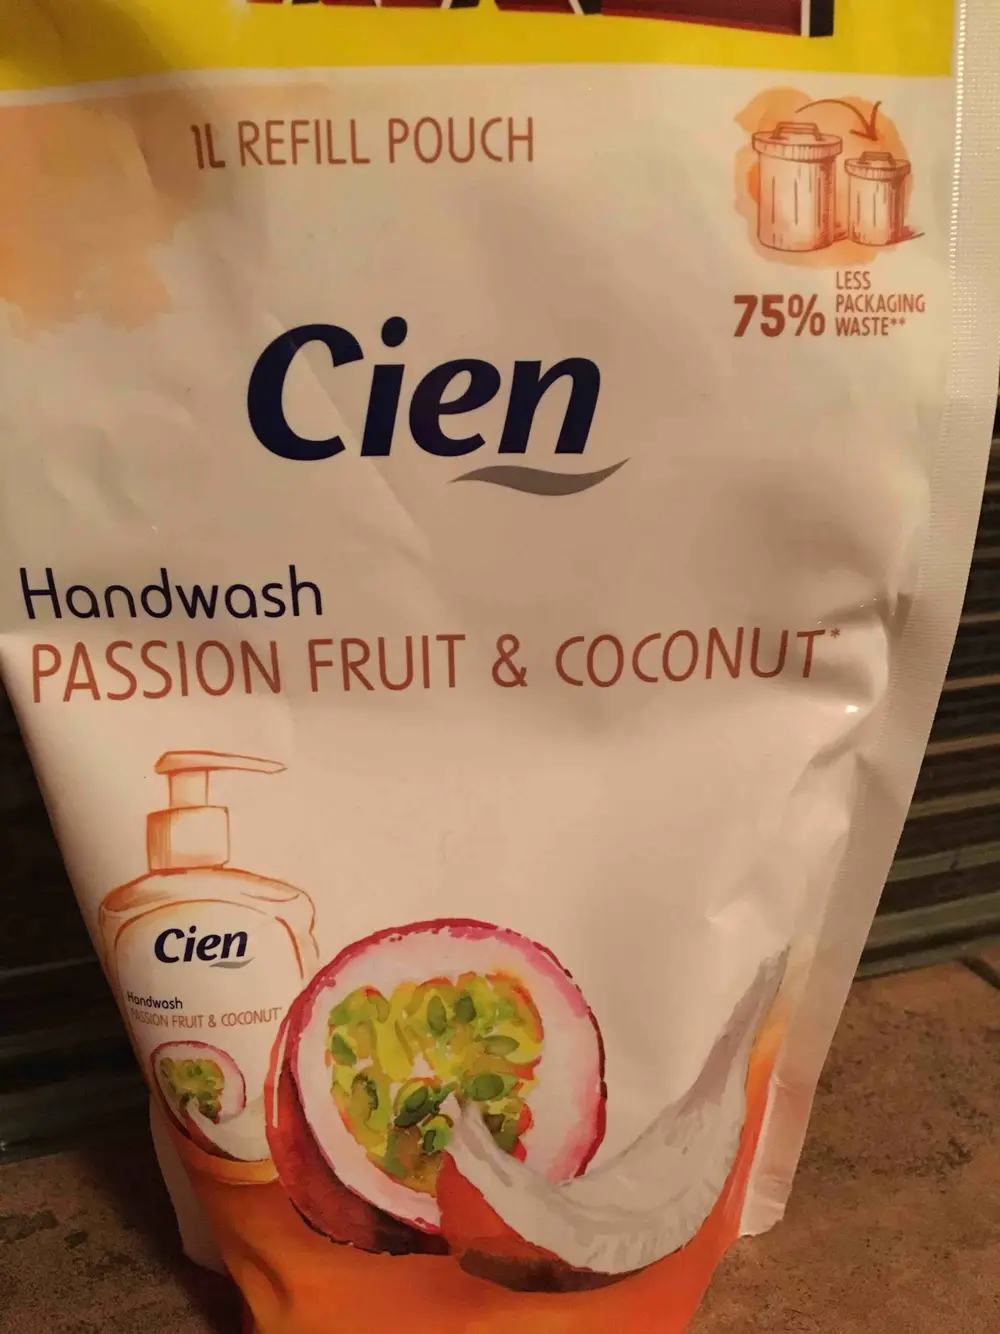 1L REFILL POUCH
75%
LESS
PACKAGING
WASTE**
Cien
Handwash
PASSION FRUIT & COCONUT*
Cien
Handwash
PASSION FRUIT & COCONUT*